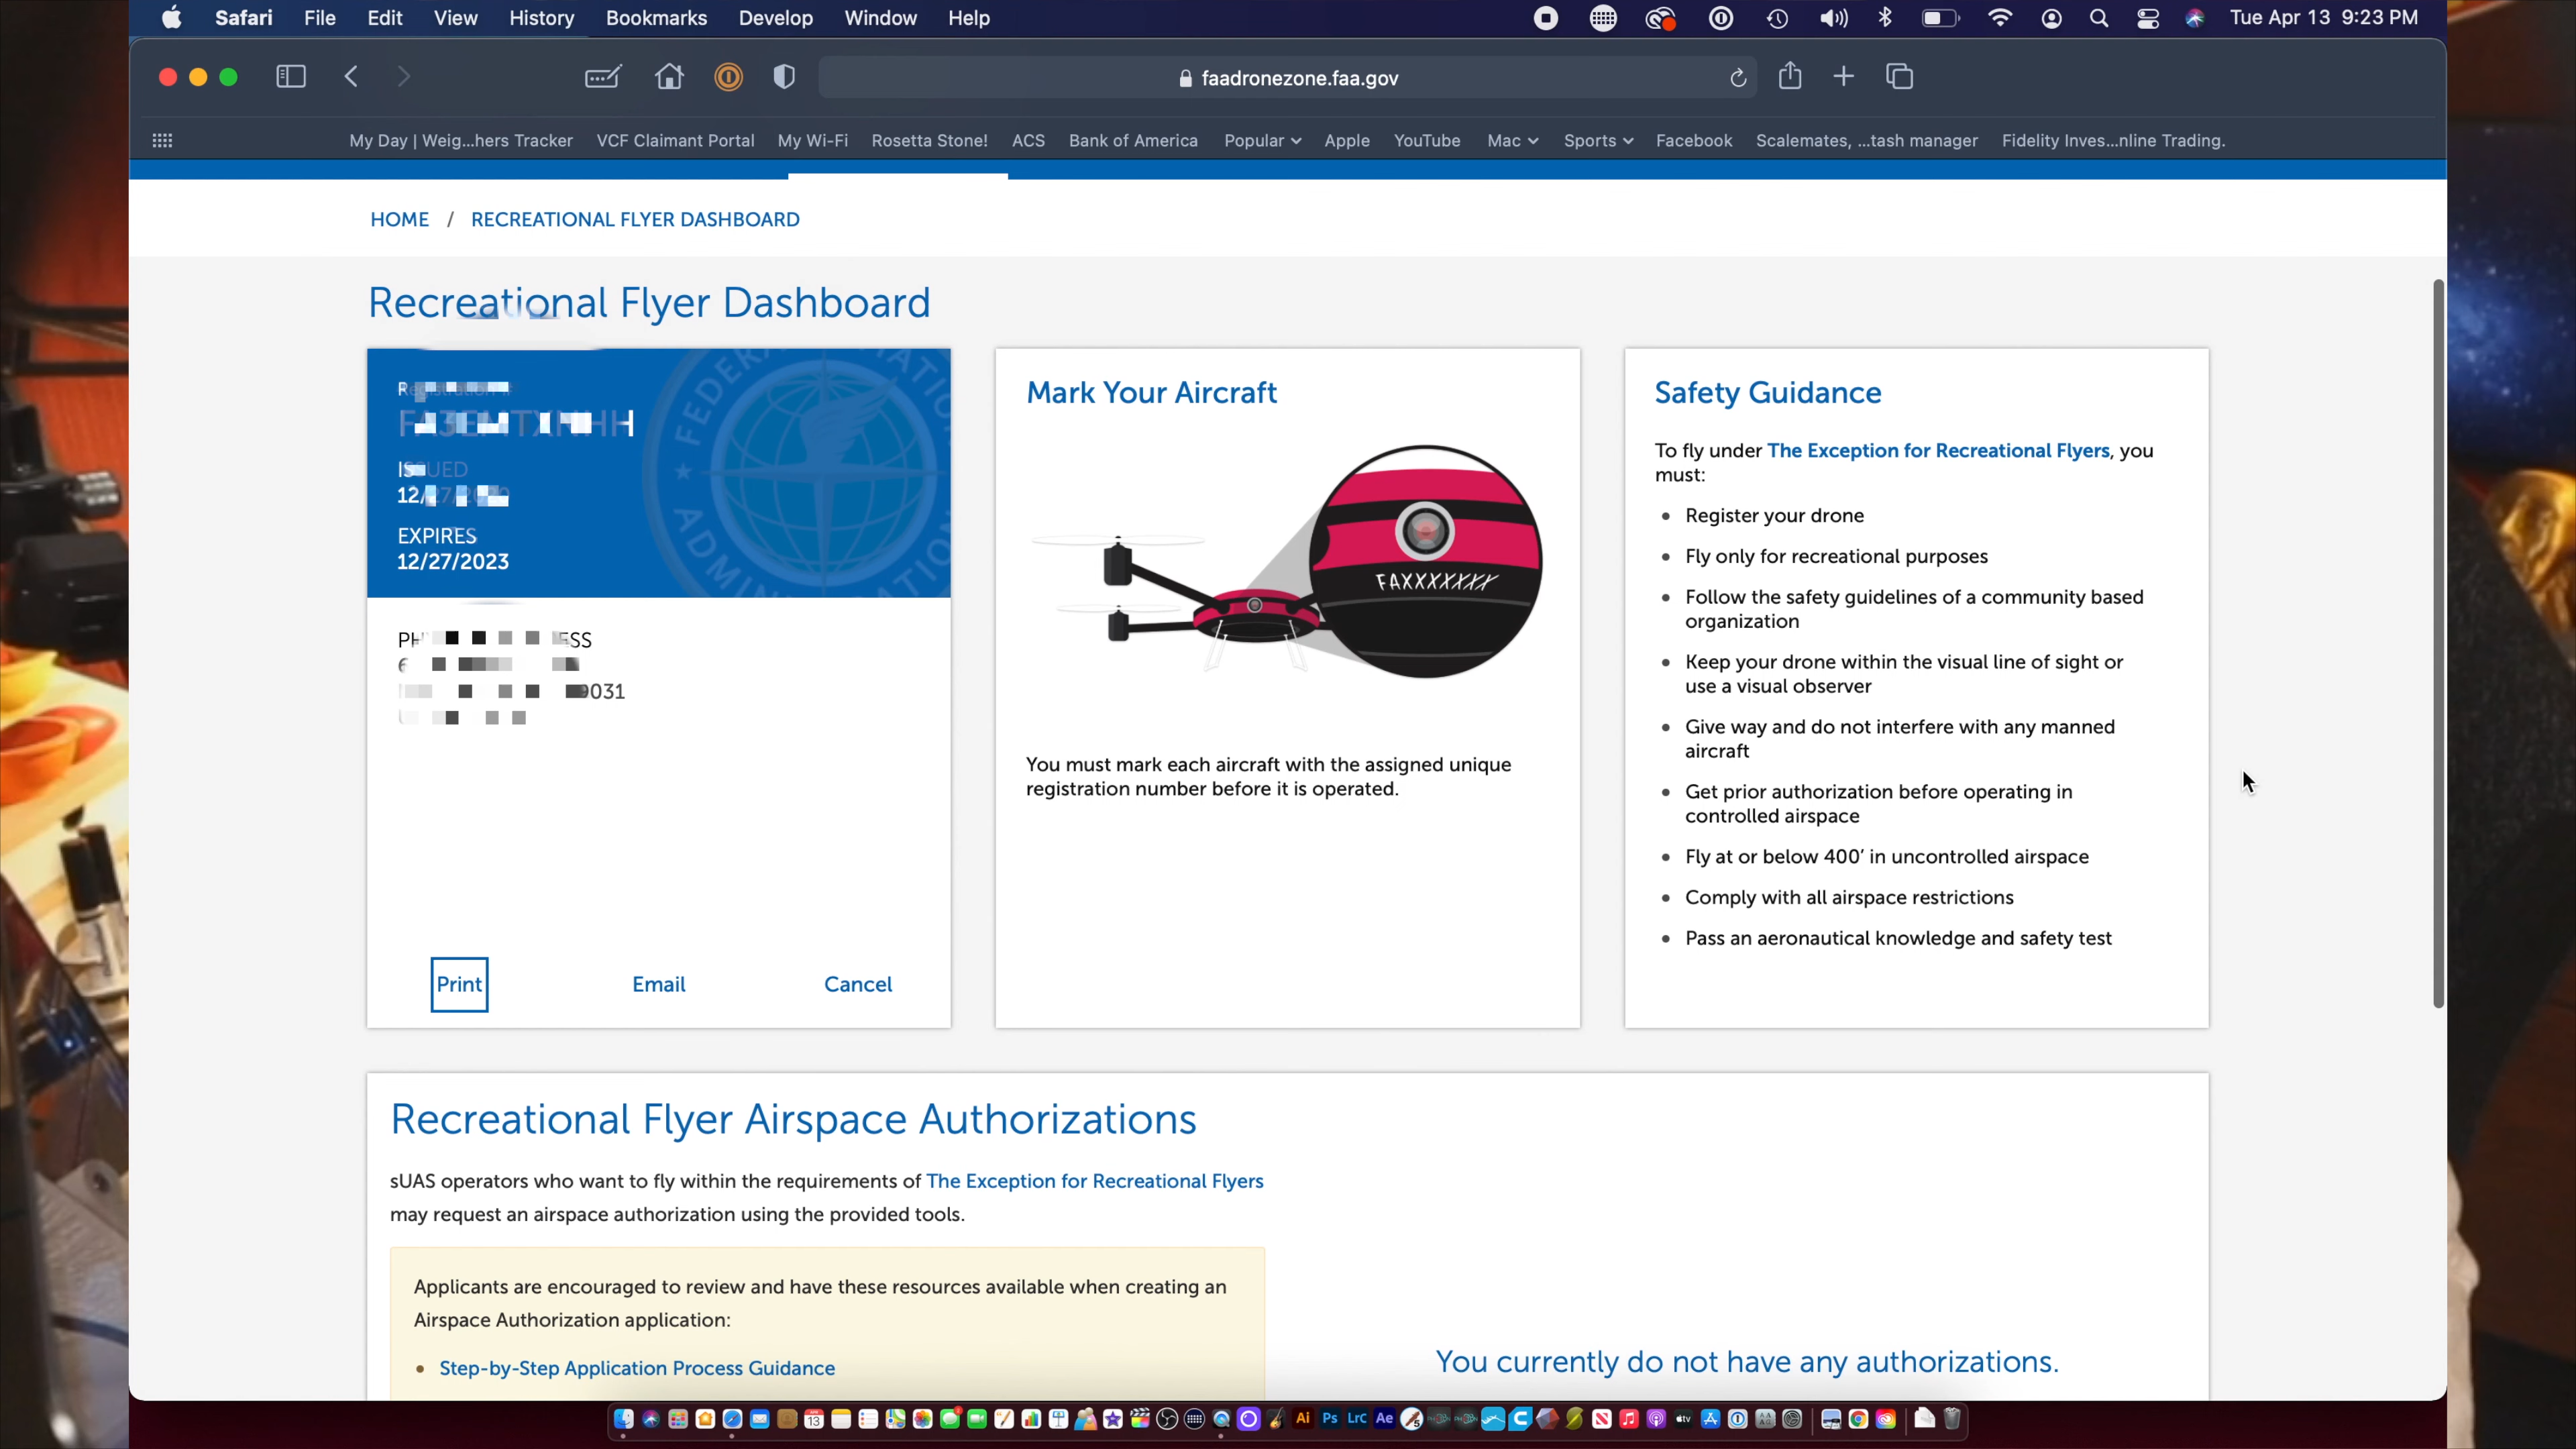 Safari File Edit View History Bookmarks Develop Window Help Tue Apr 13 9:23 PM
faadronezone.faa.gov
My Day | Weig...hers Tracker VCF Claimant Portal My Wi-Fi Rosetta Stone! ACS Bank of America Popular Apple YouTube Mac Sports Facebook Scalemates, ...tash manager Fidelity Inves...nline Trading.
HOME / RECREATIONAL FLYER DASHBOARD
Recreational Flyer Dashboard
ISSUED
EXPIRES
12/27/2023
Print Email Cancel
Mark Your Aircraft
FAXXXXXXX
You must mark each aircraft with the assigned unique
registration number before it is operated.
Safety Guidance
To fly under The Exception for Recreational Flyers, you
must:
• Register your drone
• Fly only for recreational purposes
• Follow the safety guidelines of a community based
organization
• Keep your drone within the visual line of sight or
use a visual observer
• Give way and do not interfere with any manned
aircraft
• Get prior authorization before operating in
controlled airspace
• Fly at or below 400' in uncontrolled airspace
• Comply with all airspace restrictions
• Pass an aeronautical knowledge and safety test
Recreational Flyer Airspace Authorizations
sUAS operators who want to fly within the requirements of The Exception for Recreational Flyers
may request an airspace authorization using the provided tools.
Applicants are encouraged to review and have these resources available when creating an
Airspace Authorization application:
• Step-by-Step Application Process Guidance
You currently do not have any authorizations.
13 Ai Ps Lrc Ae tv